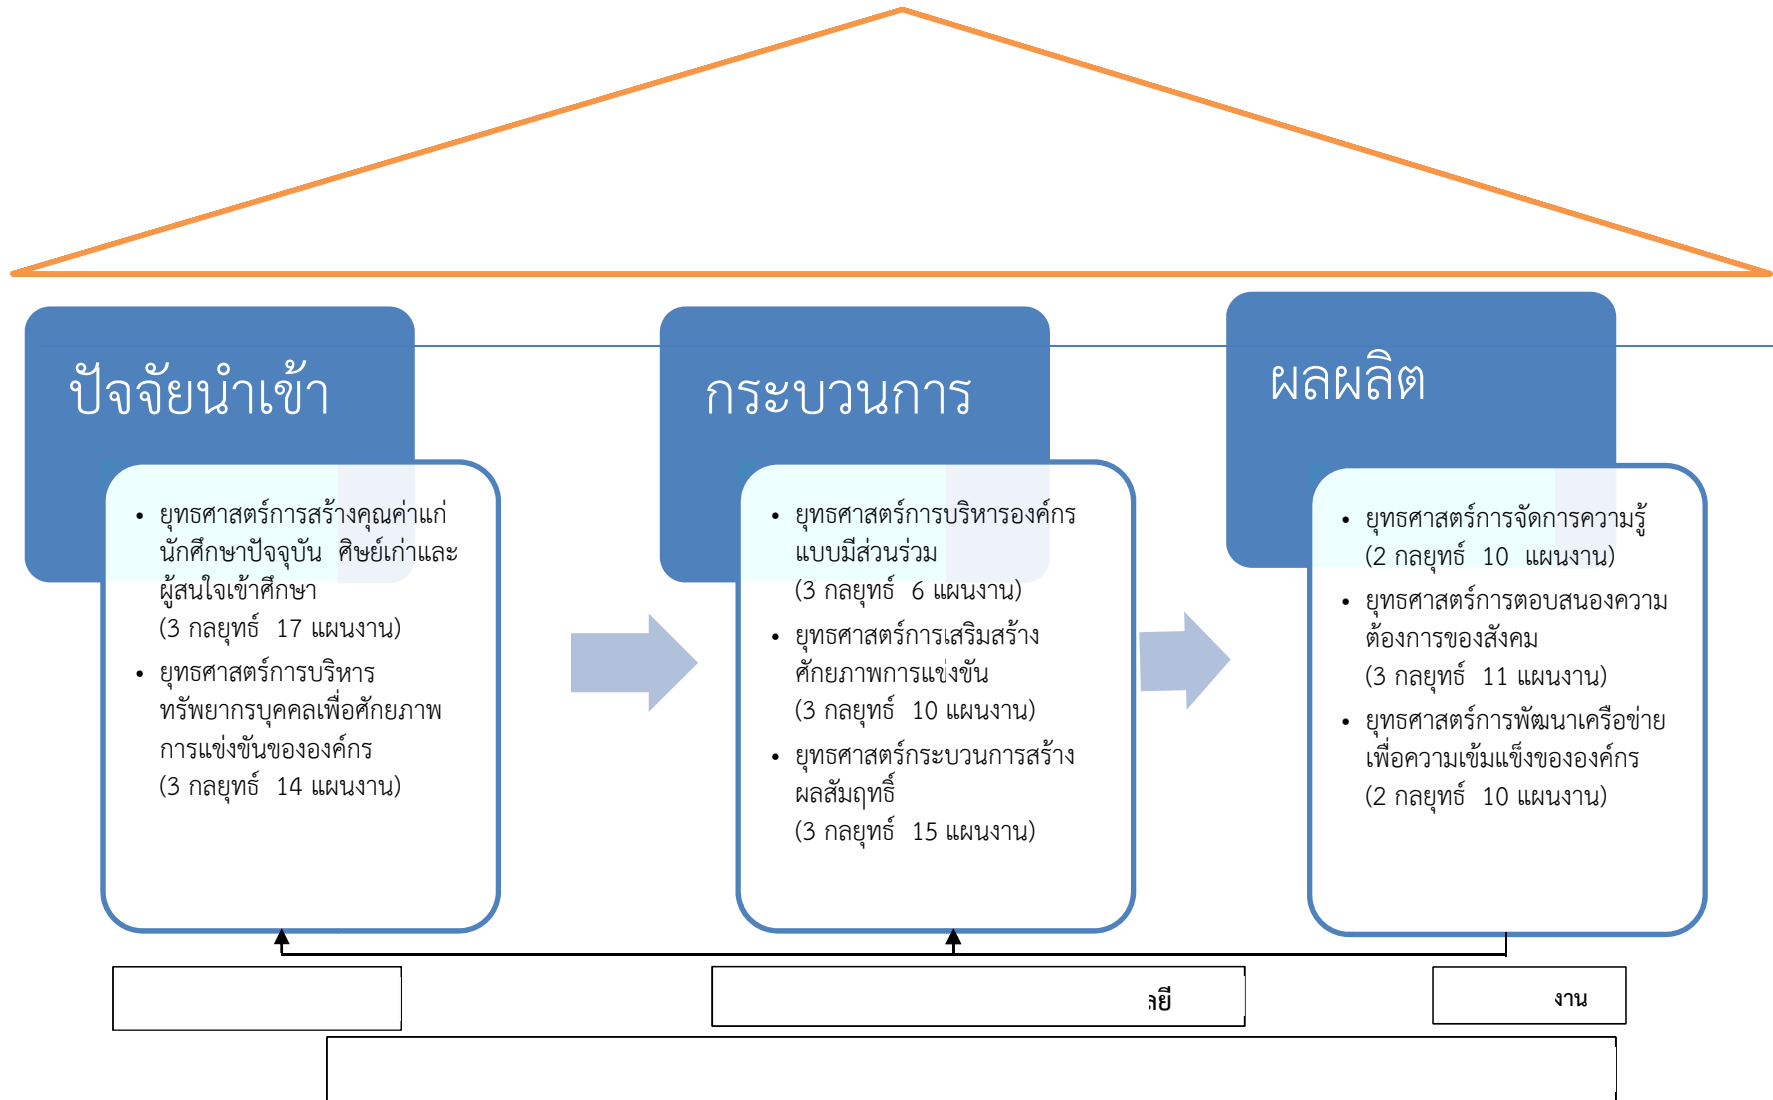 ปัจจัยนำเข้า
• ยุทธศาสตร์การสร้างคุณค่าแก่
นักศึกษาปัจจุบัน ศิษย์เก่าและ
ผู้สนใจเข้าศึกษา
(3 กลยุทธ์ 17 แผนงาน)
• ยุทธศาสตร์การบริหาร
ทรัพยากรบุคคลเพื่อศักยภาพ
การแข่งขันขององค์กร
(3 กลยุทธ์ 14 แผนงาน)
กระบวนการ
• ยุทธศาสตร์การบริหารองค์กร
แบบมีส่วนร่วม
(3 กลยุทธ์ 6 แผนงาน)
• ยุทธศาสตร์การเสริมสร้าง
ศักยภาพการแข่งขัน
(3 กลยุทธ์ 10 แผนงาน)
• ยุทธศาสตร์กระบวนการสร้าง
ผลสัมฤทธิ์
(3 กลยุทธ์ 15 แผนงาน)
ผลผลิต
• ยุทธศาสตร์การจัดการความรู้
(2 กลยุทธ์ 10 แผนงาน)
• ยุทธศาสตร์การตอบสนองความ
ต้องการของสังคม
(3 กลยุทธ์ 11 แผนงาน)
• ยุทธศาสตร์การพัฒนาเครือข่าย
เพื่อความเข้มแข็งขององค์กร
(2 กลยุทธ์ 10 แผนงาน)
งาน